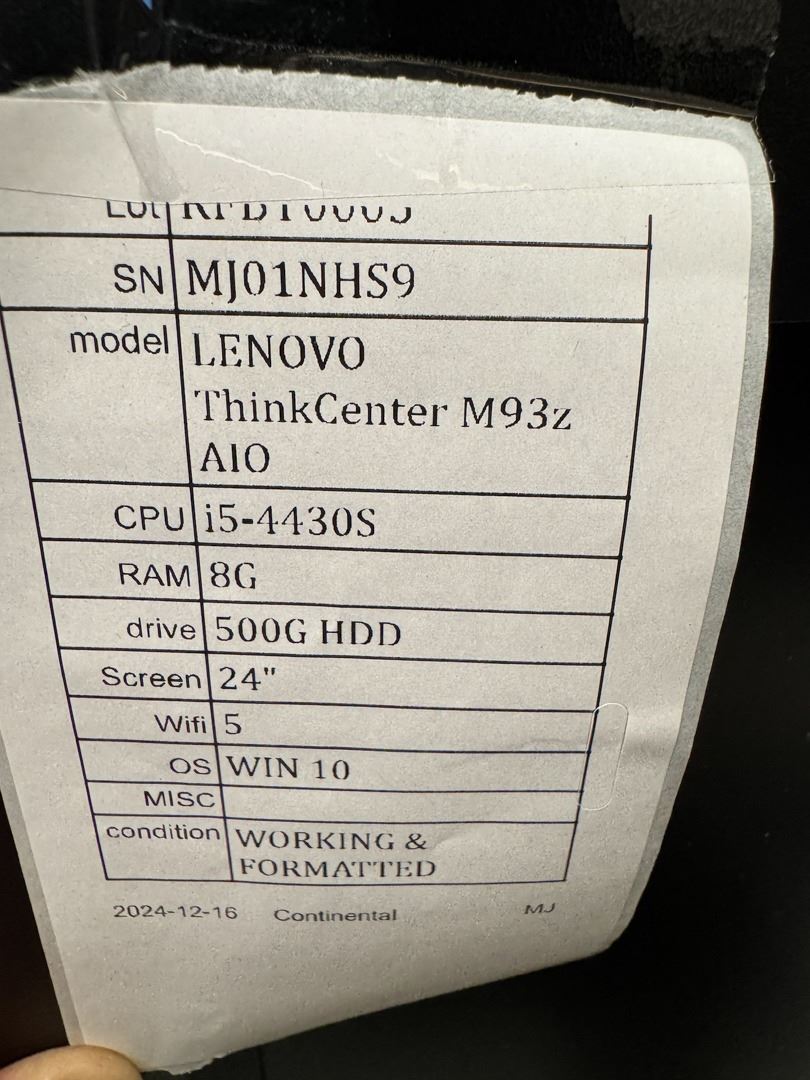 Lot
SN MJ01NHS9
model LENOVO
ThinkCenter M93z
AIO
CPU i5-4430S
RAM 8G
drive 500G HDD
Screen 24"
Wifi 5
OS WIN 10
MISC
condition WORKING &
FORMATTED
2024-12-16 Continental MJ